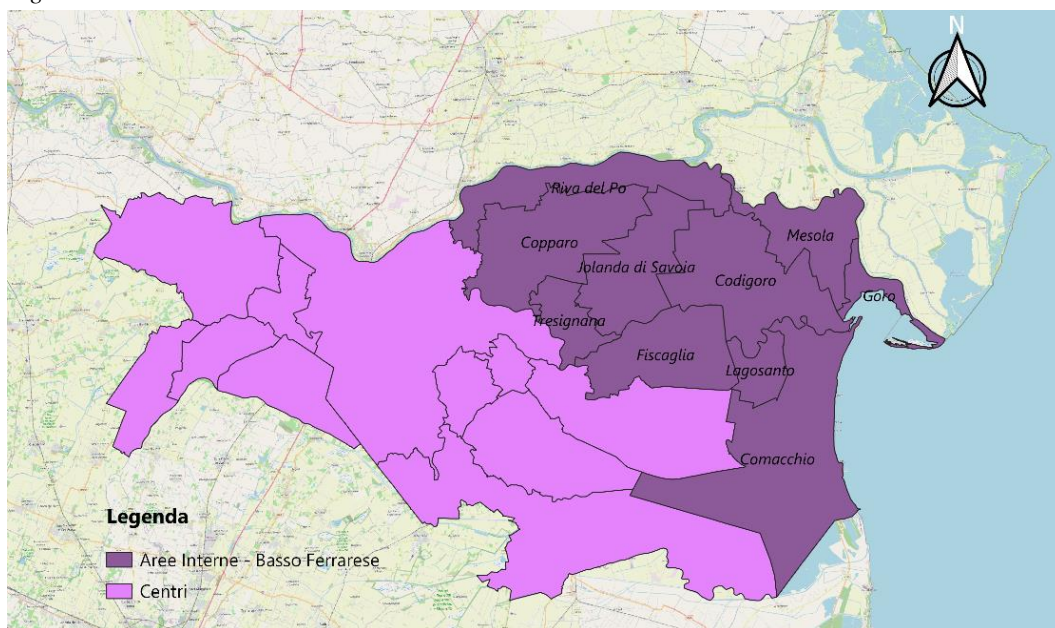 N
Riva del Po
Copparo
Mesola
Jolanda di Savoia
Codigoro
Goro
Tresignana
Fiscaglia
Lagosanto
Comacchio
Legenda
Aree Interne - Basso Ferrarese
Centri